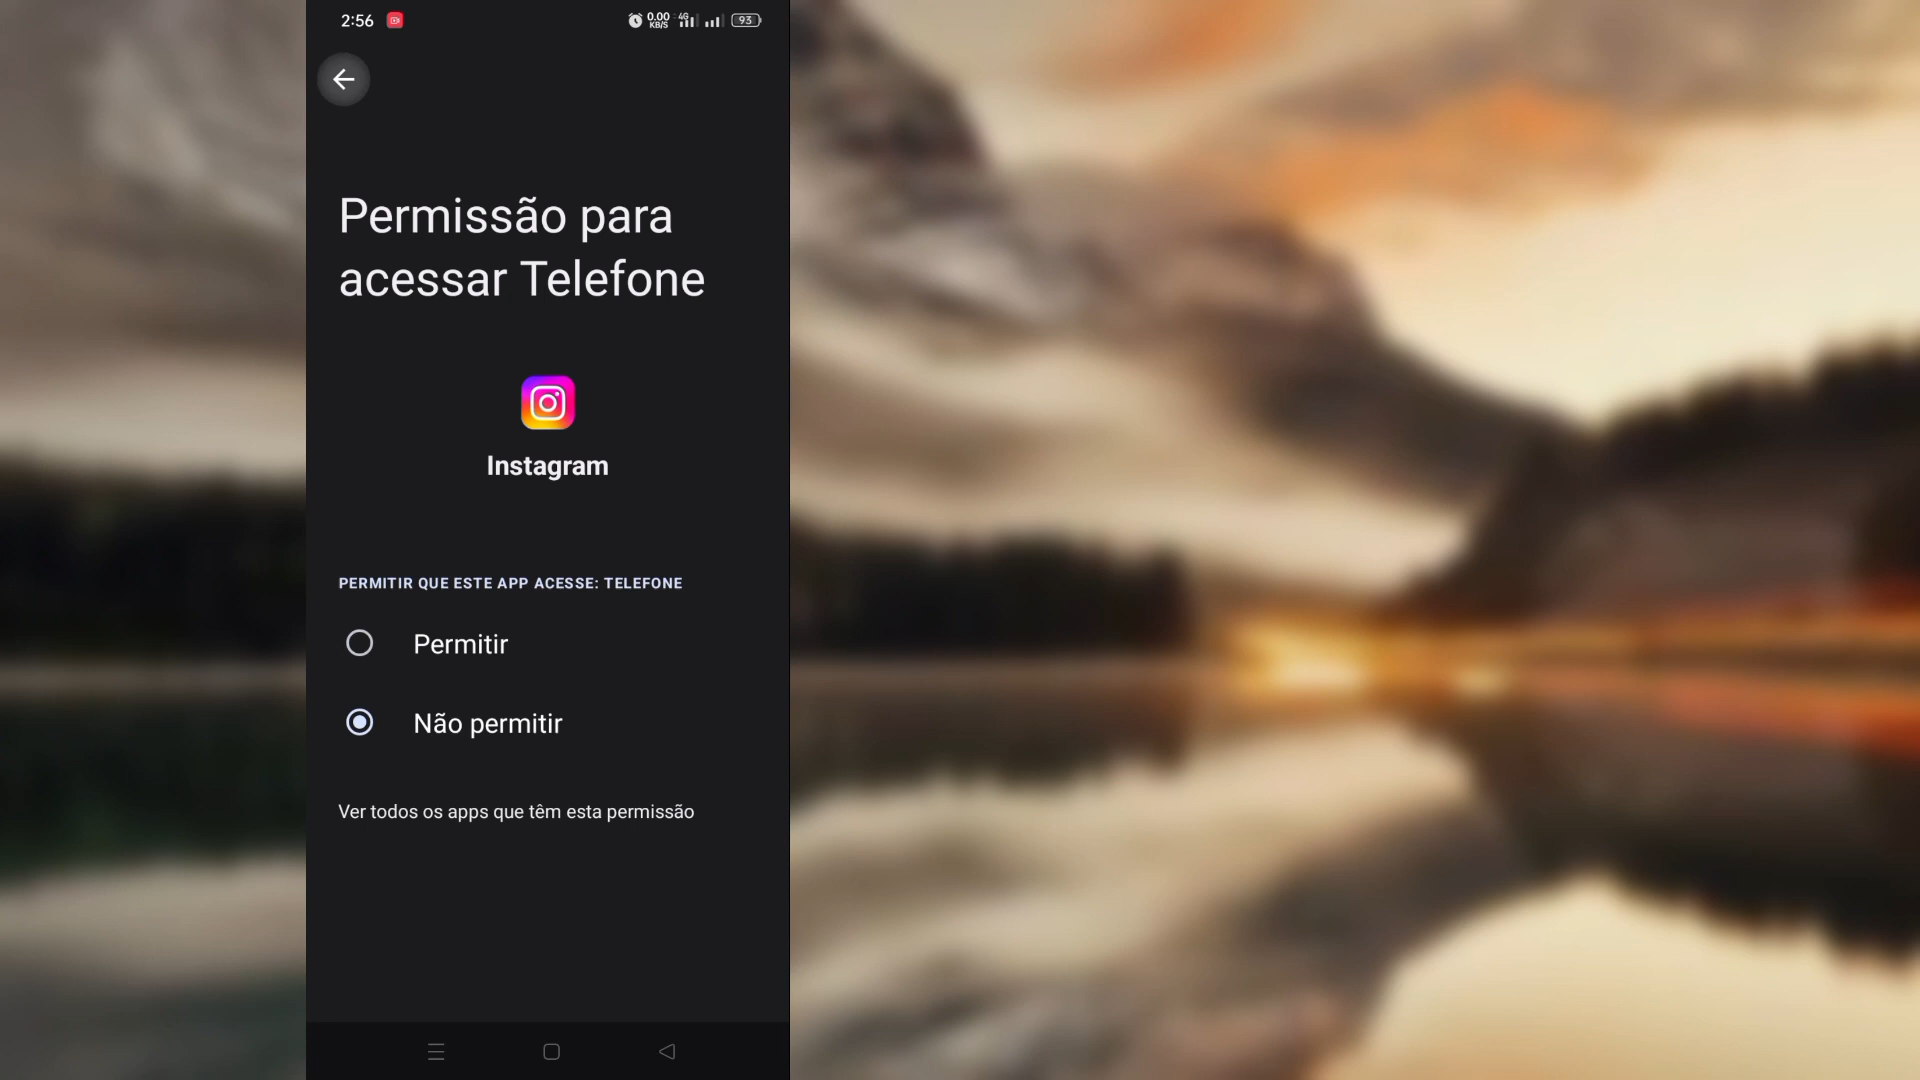 2:56
0.00 KB/S 4G 93
Permissão para
acessar Telefone
Instagram
PERMITIR QUE ESTE APP ACESSE: TELEFONE
Permitir
Não permitir
Ver todos os apps que têm esta permissão